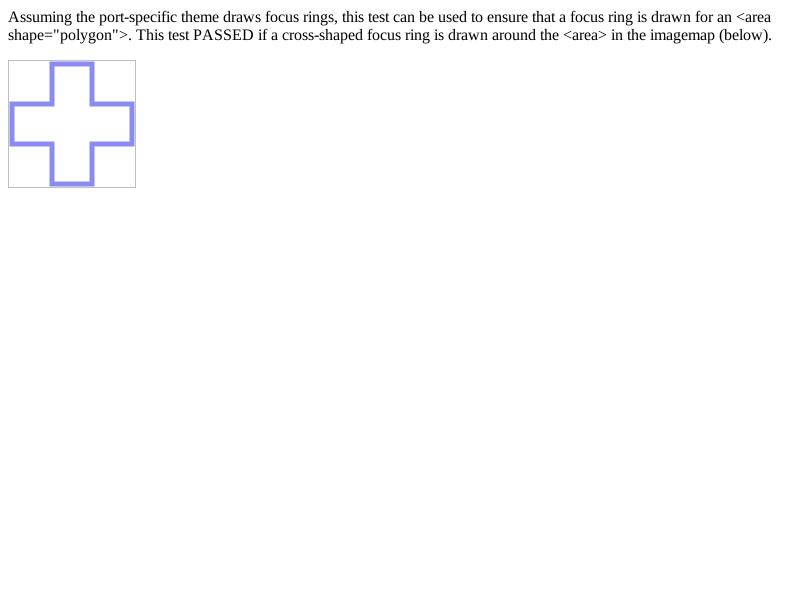 Assuming the port-specific theme draws focus rings, this test can be used to ensure that a focus ring is drawn for an <area
shape="polygon">. This test PASSED if a cross-shaped focus ring is drawn around the <area> in the imagemap (below).